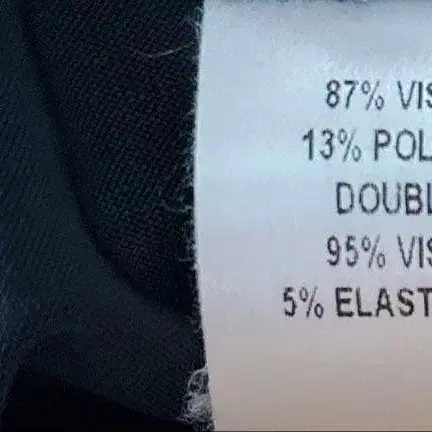 87% VIS
13% POL
DOUBL
95% VIS
5% ELAST